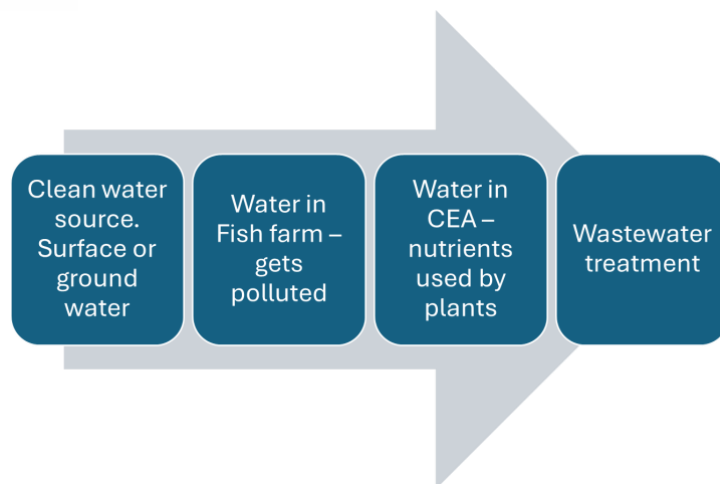 Clean water
source.
Surface or
ground
water
Water in
Fish farm –
gets
polluted
Water in
CEA –
nutrients
used by
plants
Wastewater
treatment